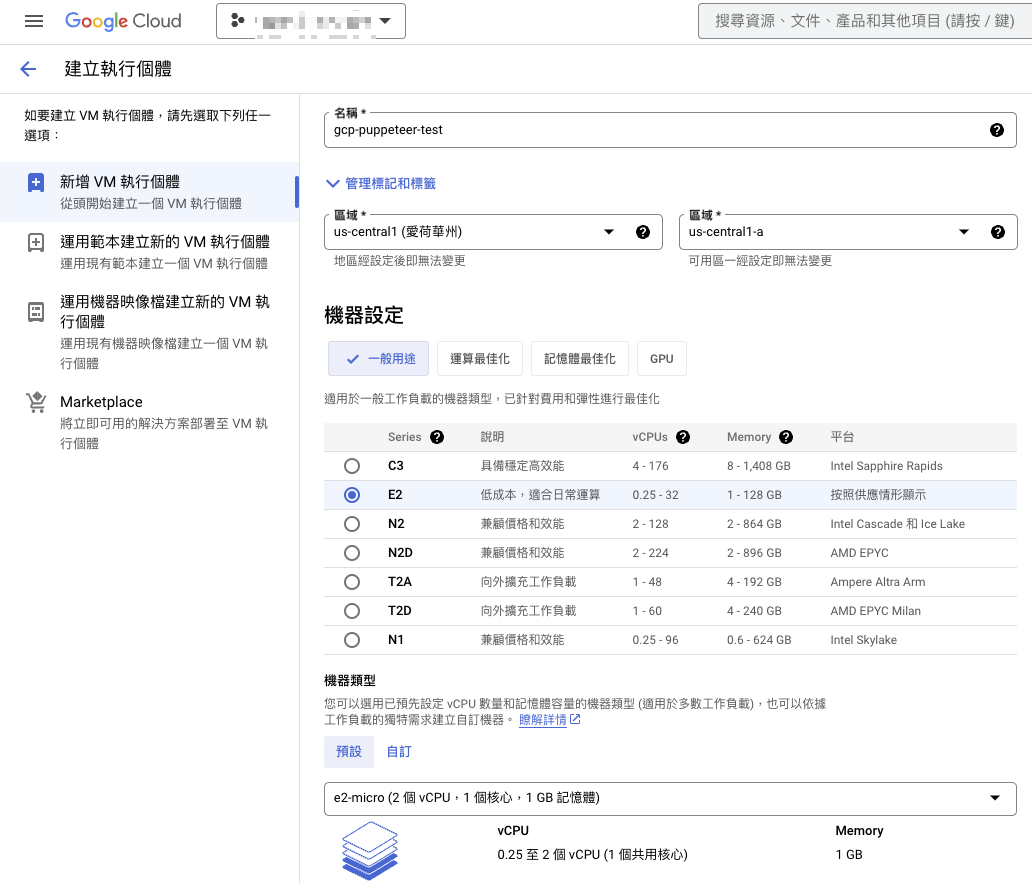 Google Cloud
搜尋資源、文件、產品和其他項目 (請按 / 鍵)
建立執行個體
如要建立 VM 執行個體，請先選取下列任一
選項：
新增 VM 執行個體
從頭開始建立一個 VM 執行個體
運用範本建立新的 VM 執行個體
運用現有範本建立一個 VM 執行個體
運用機器映像檔建立新的 VM 執
行個體
運用現有機器映像檔建立一個 VM 執
行個體
Marketplace
將立即可用的解決方案部署至 VM 執
行個體
名稱 *
gcp-puppeteer-test
管理標記和標籤
區域 * 區域 *
us-central1 (愛荷華州) us-central1-a
地區經設定後即無法變更 可用區一經設定即無法變更
機器設定
一般用途 運算最佳化 記憶體最佳化 GPU
適用於一般工作負載的機器類型，已針對費用和彈性進行最佳化
Series 說明 vCPUs Memory 平台
C3 具備穩定高效能 4 - 176 8 - 1,408 GB Intel Sapphire Rapids
E2 低成本，適合日常運算 0.25 - 32 1 - 128 GB 按照供應情形顯示
N2 兼顧價格和效能 2 - 128 2 - 864 GB Intel Cascade 和 Ice Lake
N2D 兼顧價格和效能 2 - 224 2 - 896 GB AMD EPYC
T2A 向外擴充工作負載 1 - 48 4 - 192 GB Ampere Altra Arm
T2D 向外擴充工作負載 1 - 60 4 - 240 GB AMD EPYC Milan
N1 兼顧價格和效能 0.25 - 96 0.6 - 624 GB Intel Skylake
機器類型
您可以選用已預先設定 vCPU 數量和記憶體容量的機器類型 (適用於多數工作負載)，也可以依據
工作負載的獨特需求建立自訂機器。 瞭解詳情
預設 自訂
e2-micro (2 個 vCPU，1 個核心，1 GB 記憶體)
vCPU Memory
0.25 至 2 個 vCPU (1 個共用核心) 1 GB